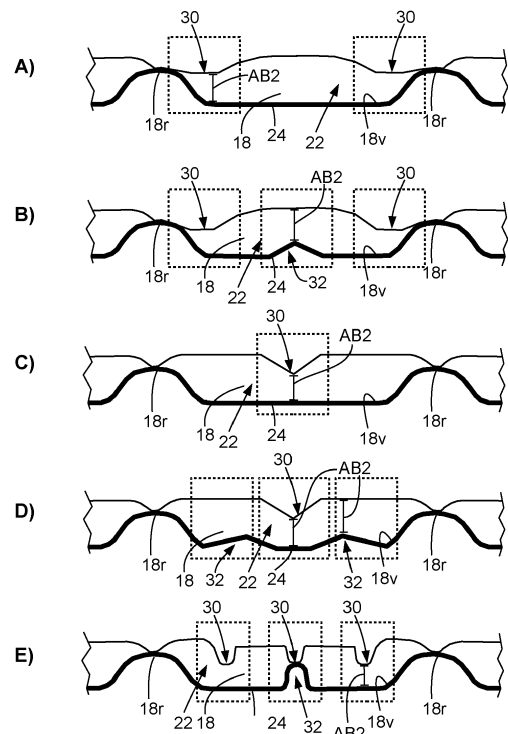 30 30
A) AB2
18r 18 24 22 18v 18r
30 AB2 30
B)
18r 18 22 24 32 18v 18r
30 AB2
C)
18r 18 22 24 18v 18r
AB2
30
D)
18r 18 32 22 24 32 18v 18r
30 30 30
E)
18r 22 18 24 32 AB2 18v 18r